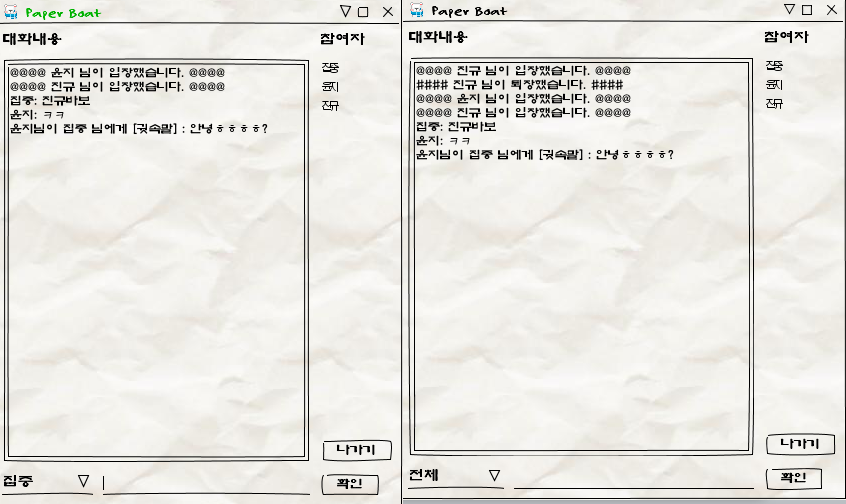 Paper Boat
대화내용
참여자
@@@@ 윤지 님이 입장했습니다. @@@@
@@@@ 진규 님이 입장했습니다. @@@@
집중: 진규바보
윤지: ㅋㅋ
윤지님이 집중 님에게 [귓속말] : 안녕ㅎㅎㅎㅎ?
집중
윤지
진규
나가기
집중
확인
Paper Boat
대화내용
참여자
@@@@ 진규 님이 입장했습니다. @@@@
#### 진규 님이 퇴장했습니다. ####
@@@@ 윤지 님이 입장했습니다. @@@@
@@@@ 진규 님이 입장했습니다. @@@@
집중: 진규바보
윤지: ㅋㅋ
윤지님이 집중 님에게 [귓속말] : 안녕ㅎㅎㅎㅎ?
집중
윤지
진규
나가기
전체
확인